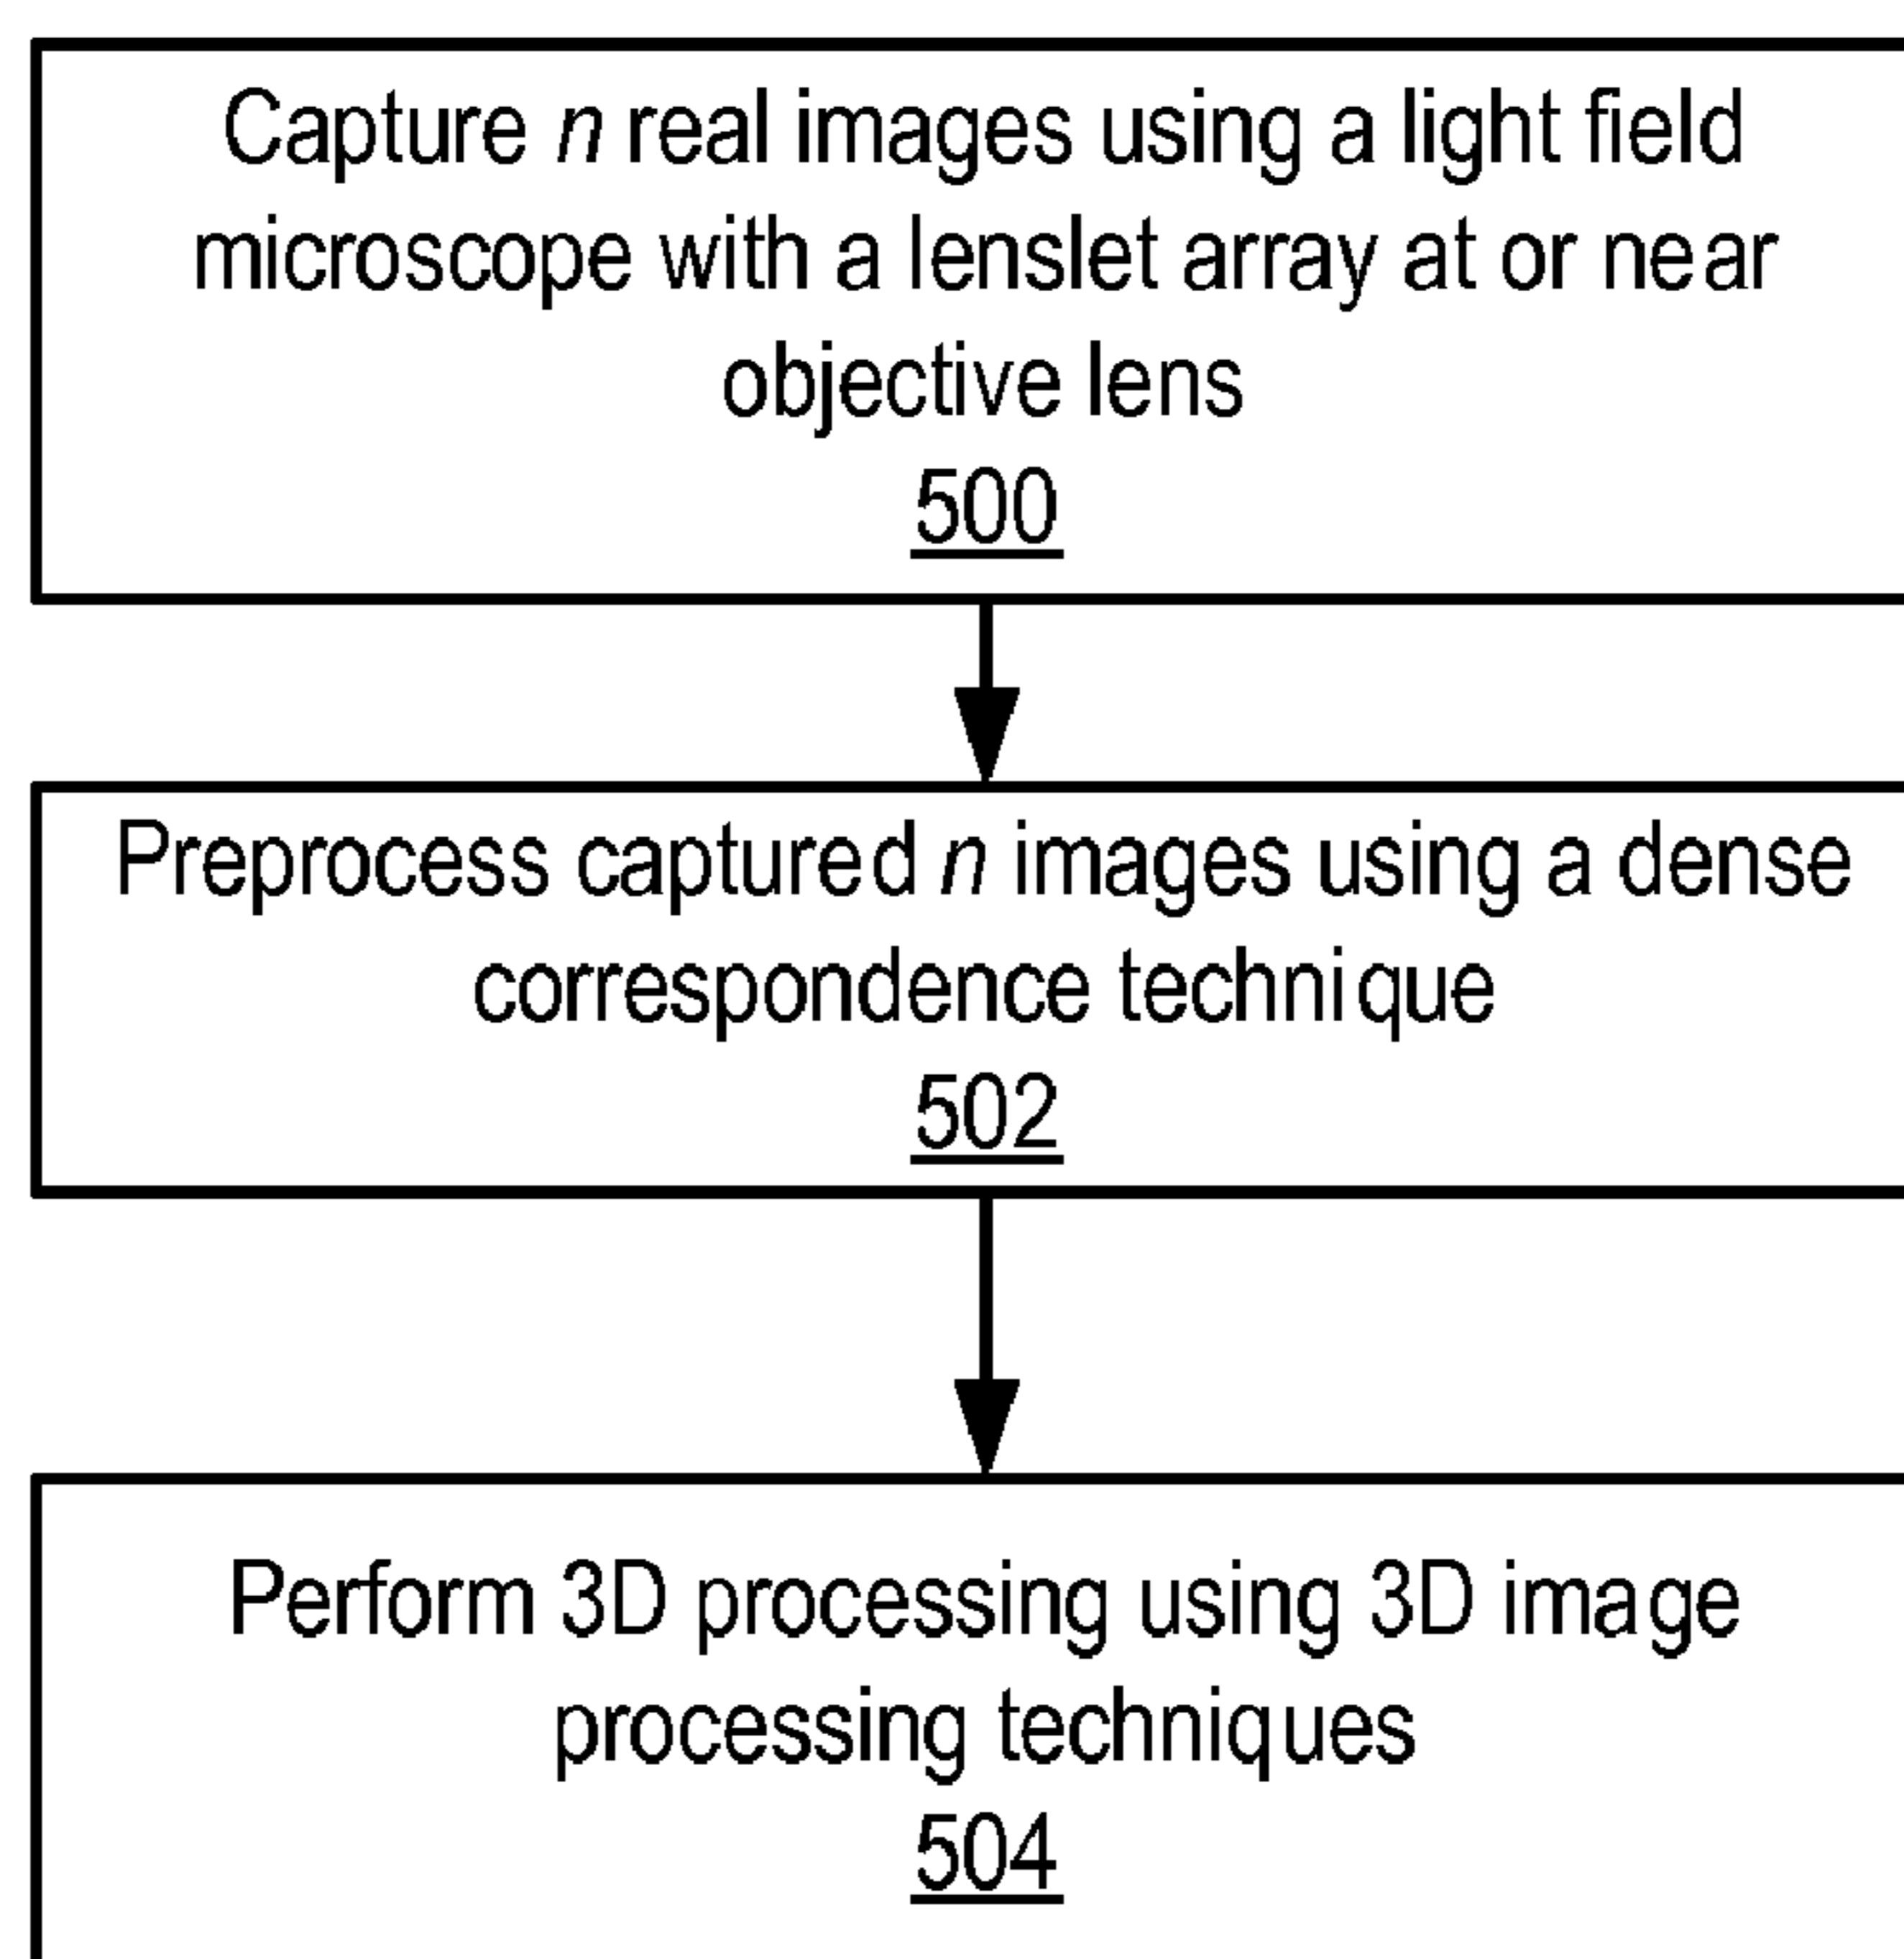 Capture n real images using a light field
microscope with a lenslet array at or near
objective lens
500
Preprocess captured n images using a dense
correspondence technique
502
Perform 3D processing using 3D image
processing techniques
504